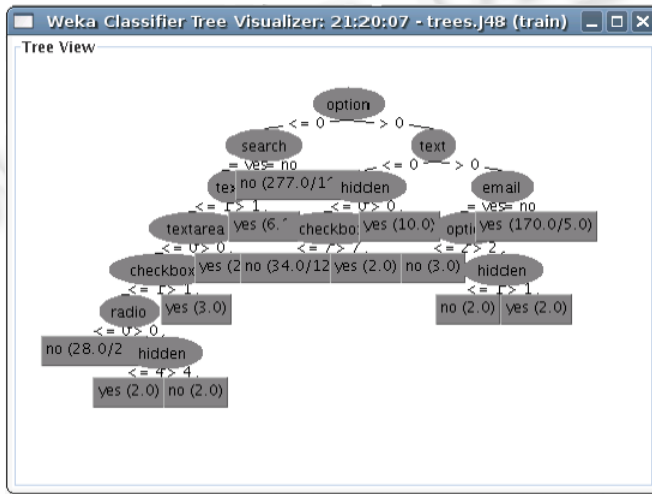 Weka Classifier Tree Visualizer: 21:20:07 - trees.J48 (train)
Tree View
option
<= 0 > 0
search text
= yes = no <= 0 > 0
no (277.0/1 hidden email
<= 1 > 1 <= 0 > 0 = yes = no
textarea yes (6. checkbo yes (10.0) yes (170.0/5.0)
<= 0 > 0 <= 7 > 7 <= 2 > 2
checkbox yes (2 no (34.0/12 yes (2.0) no (3.0) hidden
<= 1 > 1 <= 1 > 1
radio yes (3.0) no (2.0) yes (2.0)
<= 0 > 0
no (28.0/2 hidden
<= 4 > 4
yes (2.0) no (2.0)